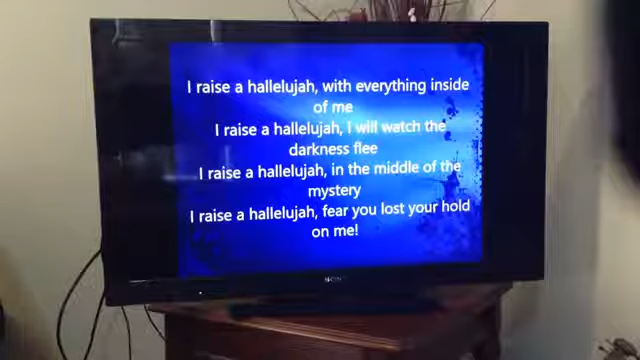 I raise a hallelujah, with everything inside
of me
I raise a hallelujah, I will watch the
darkness flee
I raise a hallelujah, in the middle of the
mystery
I raise a hallelujah, fear you lost your hold
on me!
SONY